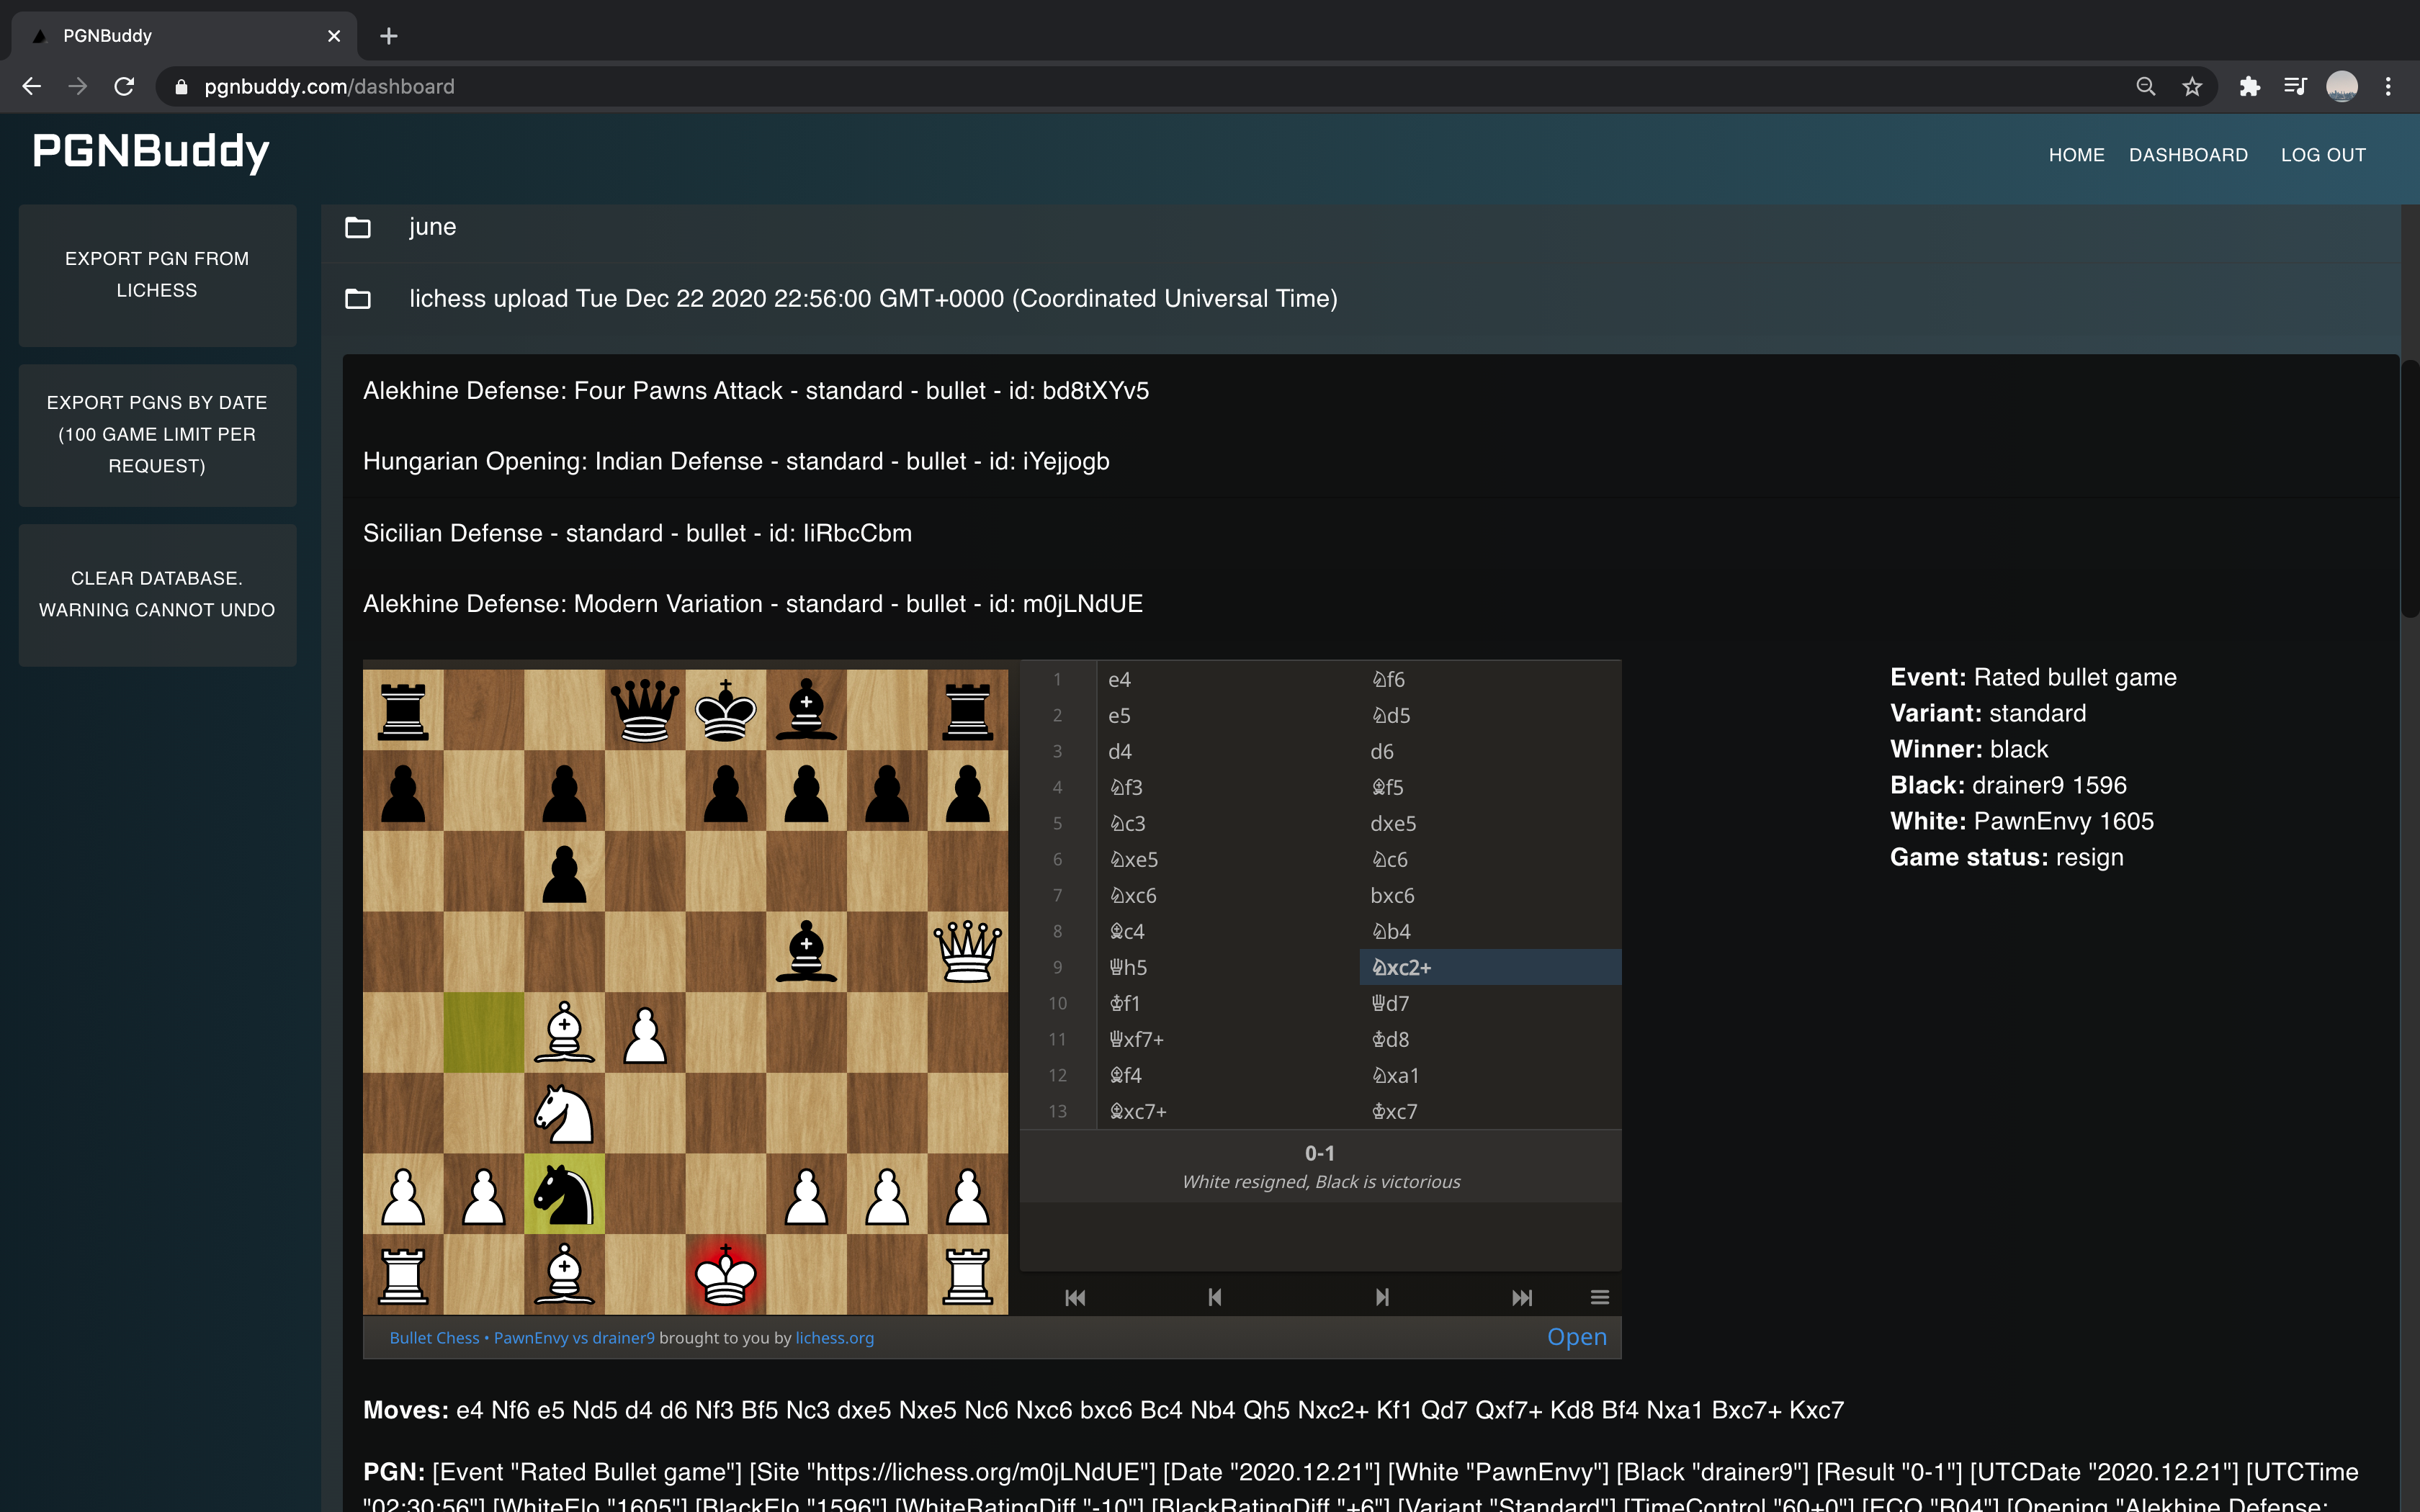 PGNBuddy
pgnbuddy.com/dashboard
PGNBuddy
HOME DASHBOARD LOG OUT
EXPORT PGN FROM
LICHESS
EXPORT PGNS BY DATE
(100 GAME LIMIT PER
REQUEST)
CLEAR DATABASE.
WARNING CANNOT UNDO
june
lichess upload Tue Dec 22 2020 22:56:00 GMT+0000 (Coordinated Universal Time)
Alekhine Defense: Four Pawns Attack - standard - bullet - id: bd8tXYv5
Hungarian Opening: Indian Defense - standard - bullet - id: iYejjogb
Sicilian Defense - standard - bullet - id: IiRbcCbm
Alekhine Defense: Modern Variation - standard - bullet - id: m0jLNdUE
1 e4 ♘f6
2 e5 ♘d5
3 d4 d6
4 ♘f3 ♗f5
5 ♘c3 dxe5
6 ♘xe5 ♘c6
7 ♘xc6 bxc6
8 ♗c4 ♘b4
9 ♕h5 ♘xc2+
10 ♔f1 ♕d7
11 ♕xf7+ ♔d8
12 ♗f4 ♘xa1
13 ♗xc7+ ♔xc7
0-1
White resigned, Black is victorious
Event: Rated bullet game
Variant: standard
Winner: black
Black: drainer9 1596
White: PawnEnvy 1605
Game status: resign
Bullet Chess • PawnEnvy vs drainer9 brought to you by lichess.org
Open
Moves: e4 Nf6 e5 Nd5 d4 d6 Nf3 Bf5 Nc3 dxe5 Nxe5 Nc6 Nxc6 bxc6 Bc4 Nb4 Qh5 Nxc2+ Kf1 Qd7 Qxf7+ Kd8 Bf4 Nxa1 Bxc7+ Kxc7
PGN: [Event "Rated Bullet game"] [Site "https://lichess.org/m0jLNdUE"] [Date "2020.12.21"] [White "PawnEnvy"] [Black "drainer9"] [Result "0-1"] [UTCDate "2020.12.21"] [UTCTime
"02:30:56"] [WhiteElo "1605"] [BlackElo "1596"] [WhiteRatingDiff "-10"] [BlackRatingDiff "+6"] [Variant "Standard"] [TimeControl "60+0"] [ECO "B04"] [Opening "Alekhine Defense: